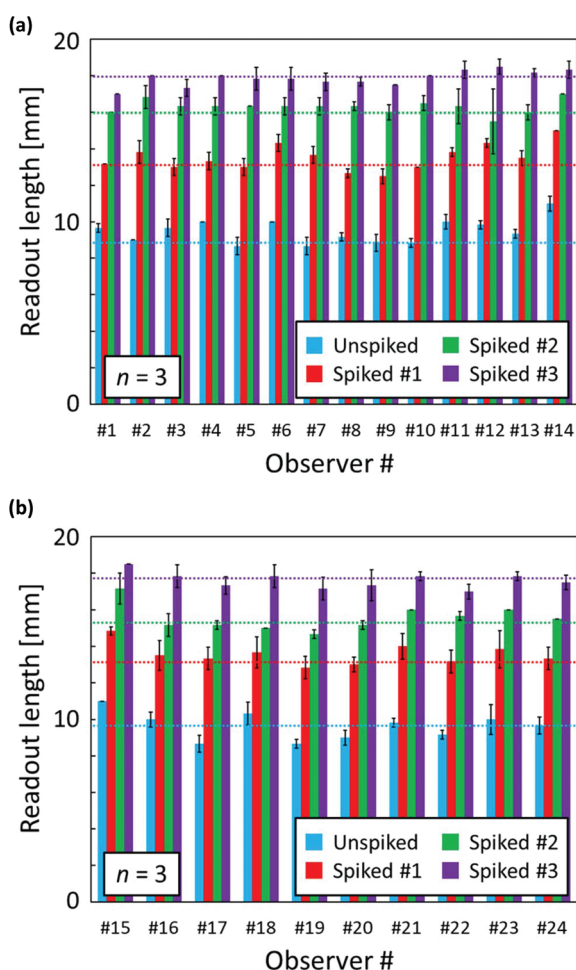 (a)
20
10
0
Readout length [mm]
Unspiked
Spiked #2
Spiked #1
Spiked #3
n = 3
#1 #2 #3 #4 #5 #6 #7 #8 #9 #10 #11 #12 #13 #14
Observer #
(b)
20
10
0
Readout length [mm]
Unspiked
Spiked #2
Spiked #1
Spiked #3
n = 3
#15 #16 #17 #18 #19 #20 #21 #22 #23 #24
Observer #